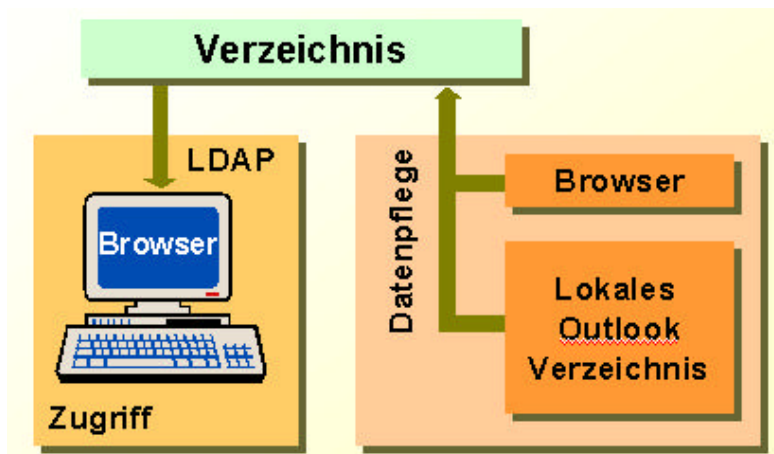 Verzeichnis
LDAP
Browser
Zugriff
Datenpflege
Browser
Lokales
Outlook
Verzeichnis